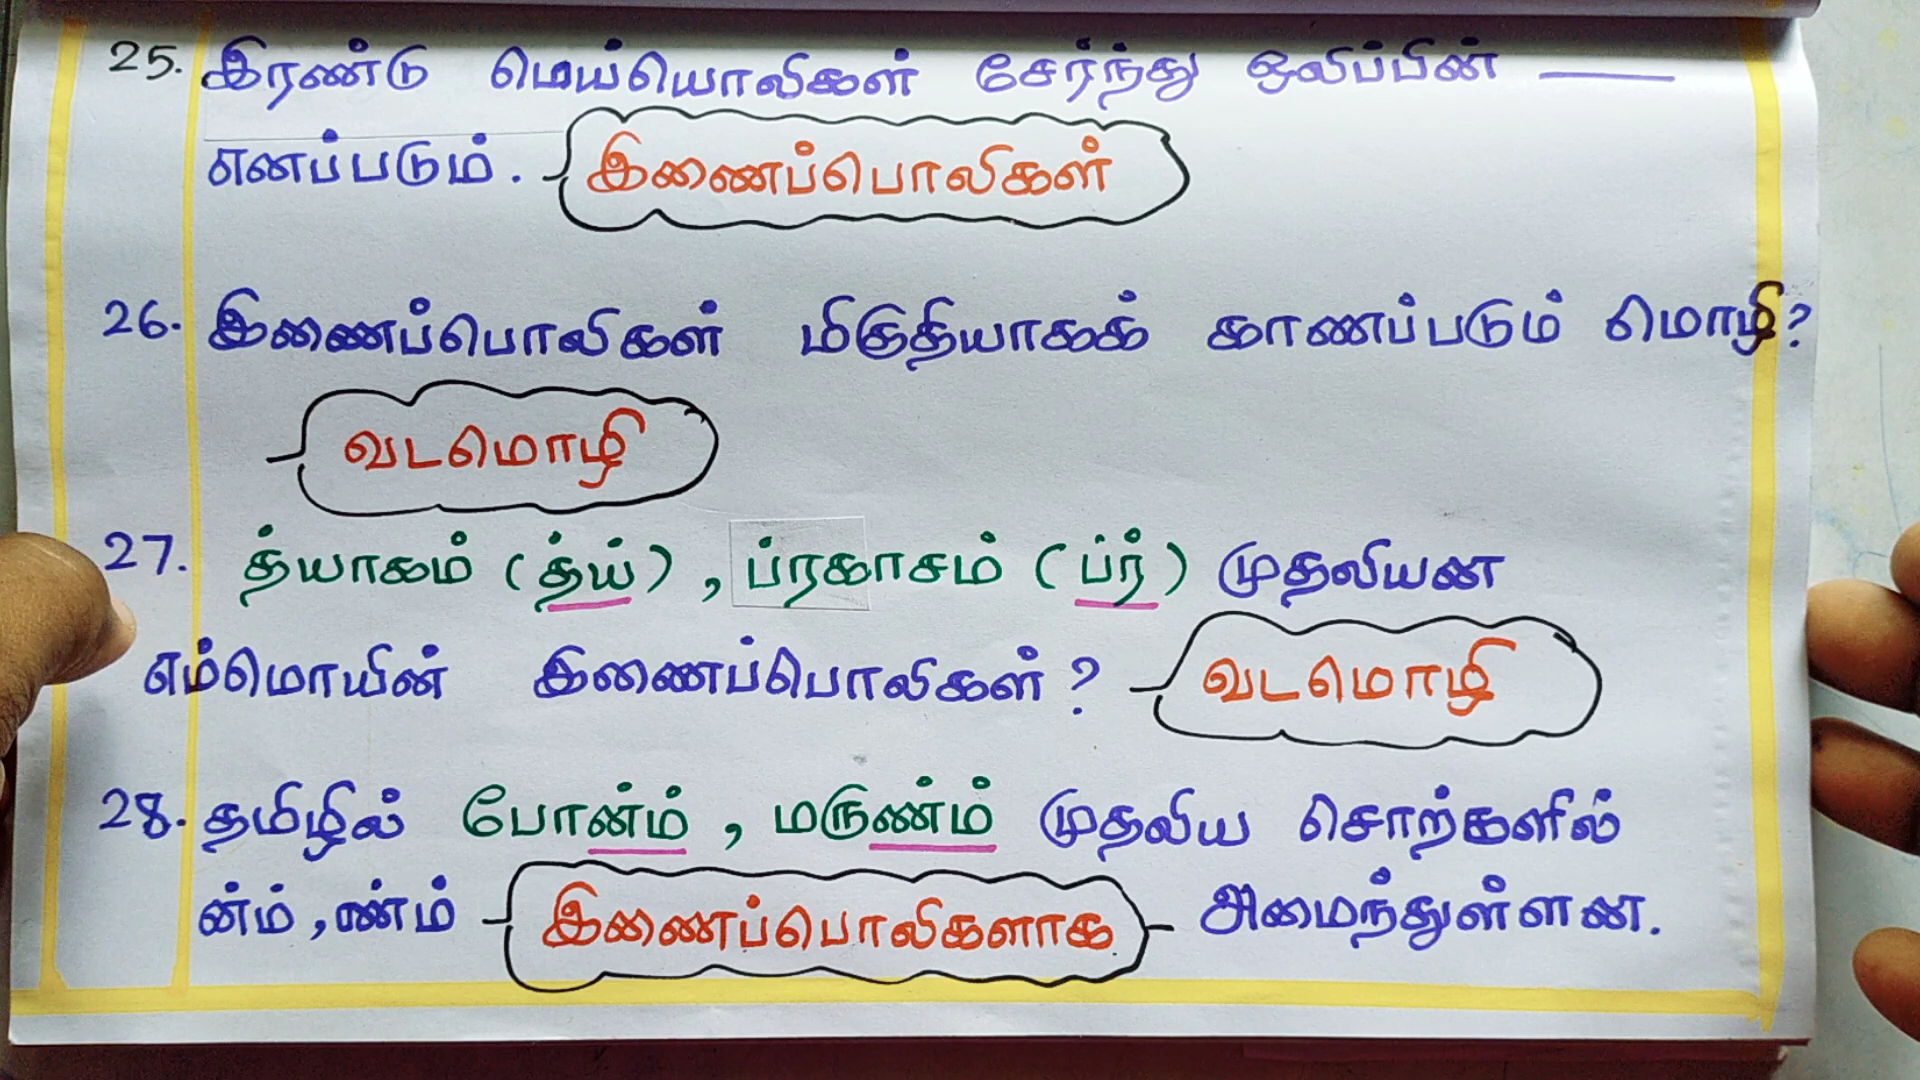 25. இரண்டு மெய்யொலிகள் சேர்ந்து ஒலிப்பின் ———
எனப்படும். - இணைப்பொலிகள்
26. இணைப்பொலிகள் மிகுதியாகக் காணப்படும் மொழி?
- வடமொழி
27. த்யாகம் (த்ய்), ப்ரகாசம் (ப்ர்) முதலியன
எம்மொயின் இணைப்பொலிகள்? - வடமொழி
28. தமிழில் போன்ம், மருண்ம் முதலிய சொற்களில்
ன்ம், ண்ம் - இணைப்பொலிகளாக - அமைந்துள்ளன.